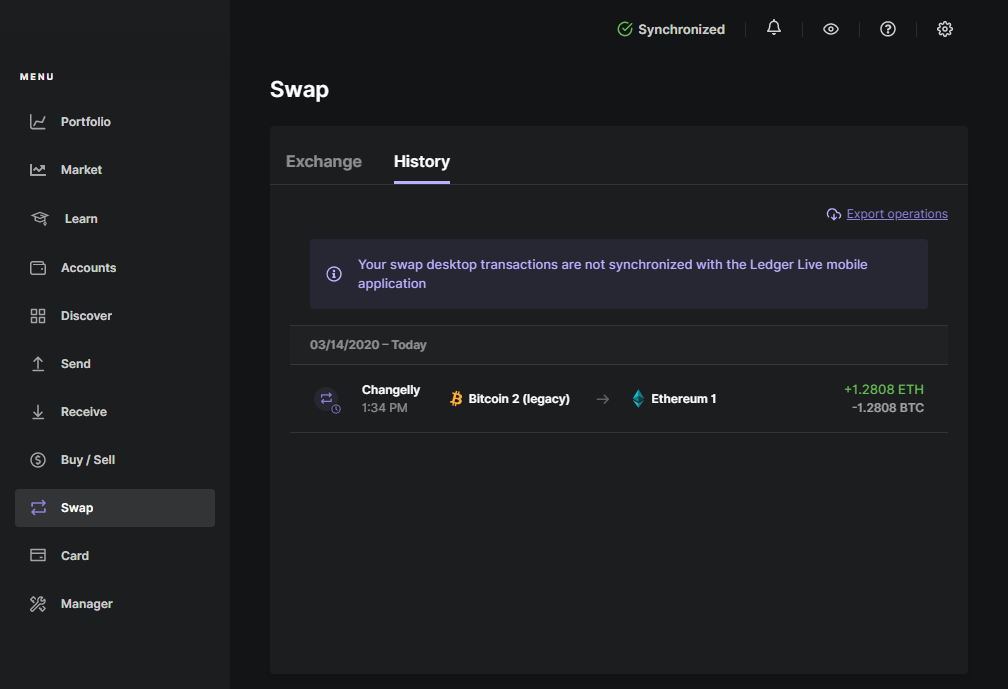 Synchronized
MENU
Portfolio
Market
Learn
Accounts
Discover
Send
Receive
Buy / Sell
Swap
Card
Manager
Swap
Exchange
History
Export operations
Your swap desktop transactions are not synchronized with the Ledger Live mobile
application
03/14/2020 – Today
Changelly
1:34 PM
Bitcoin 2 (legacy)
Ethereum 1
+1.2808 ETH
-1.2808 BTC